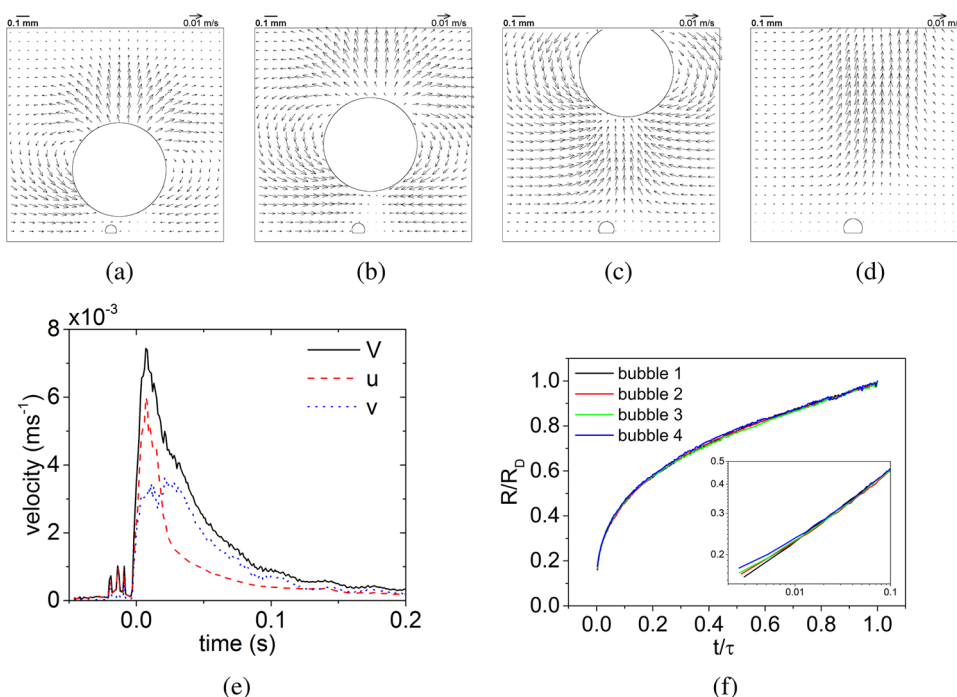 0.1 mm 0.01 m/s
0.1 mm 0.01 m/s
0.1 mm 0.01 m/s
0.1 mm 0.01 m/s
(a)
(b)
(c)
(d)
x10⁻³
8
6
4
2
0
velocity (ms⁻¹)
V
u
v
0.0 0.1 0.2
time (s)
(e)
1.0
0.8
0.6
0.4
0.2
0.0
R/R_D
bubble 1
bubble 2
bubble 3
bubble 4
0.5
0.4
0.3
0.2
0.01 0.1
0.0 0.2 0.4 0.6 0.8 1.0
t/τ
(f)